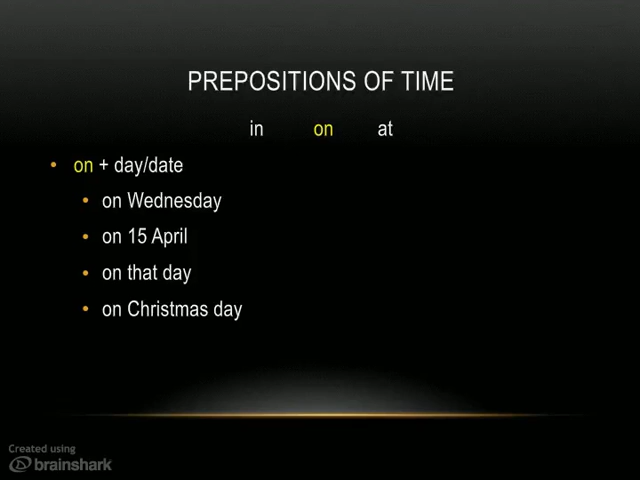 PREPOSITIONS OF TIME
in on at
• on + day/date
• on Wednesday
• on 15 April
• on that day
• on Christmas day
Created using
brainshark